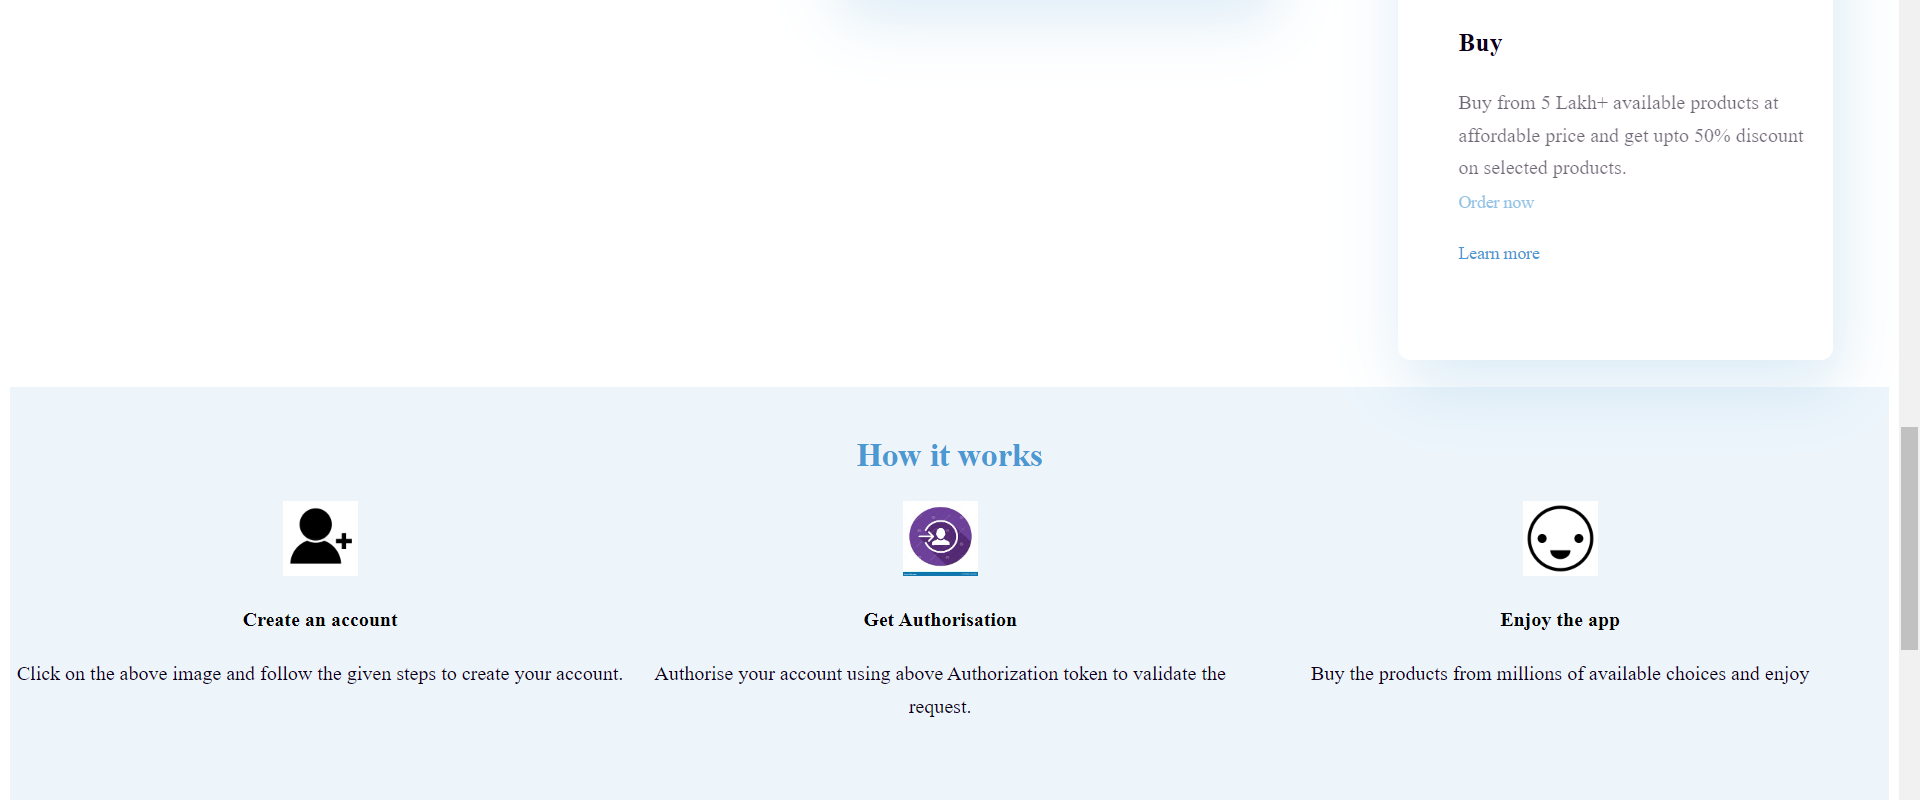 Buy
Buy from 5 Lakh+ available products at
affordable price and get upto 50% discount
on selected products.
Order now
Learn more
How it works
Create an account
Click on the above image and follow the given steps to create your account.
Get Authorisation
Authorise your account using above Authorization token to validate the
request.
Enjoy the app
Buy the products from millions of available choices and enjoy